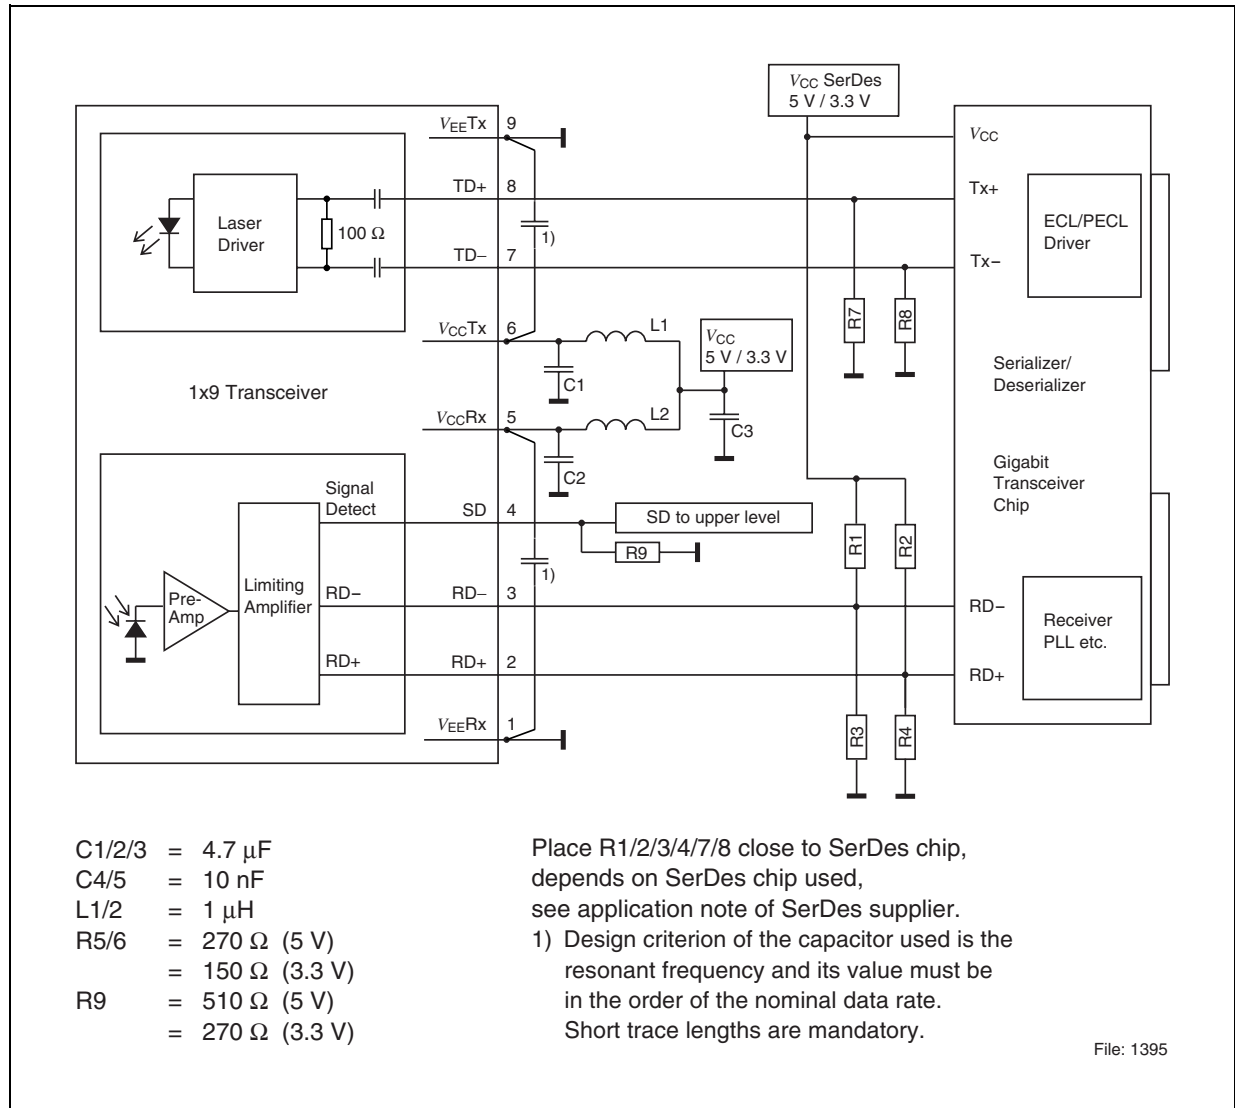 VCC SerDes
5 V / 3.3 V
VEETx 9
VCC
TD+ 8
Tx+
Laser
Driver
100 Ω
1)
ECL/PECL
Driver
TD− 7
Tx−
R7
R8
VCCTx 6
L1
VCC
5 V / 3.3 V
C1
Serializer/
Deserializer
1x9 Transceiver
VCCRx 5
L2
C3
C2
Gigabit
Transceiver
Chip
Signal
Detect
SD 4
SD to upper level
R9
R1
R2
1)
Pre-
Amp
Limiting
Amplifier
RD−
RD− 3
RD−
Receiver
PLL etc.
RD+
RD+ 2
RD+
VEERx 1
R3
R4
C1/2/3 = 4.7 μF
C4/5 = 10 nF
L1/2 = 1 μH
R5/6 = 270 Ω (5 V)
= 150 Ω (3.3 V)
R9 = 510 Ω (5 V)
= 270 Ω (3.3 V)
Place R1/2/3/4/7/8 close to SerDes chip,
depends on SerDes chip used,
see application note of SerDes supplier.
1) Design criterion of the capacitor used is the
resonant frequency and its value must be
in the order of the nominal data rate.
Short trace lengths are mandatory.
File: 1395